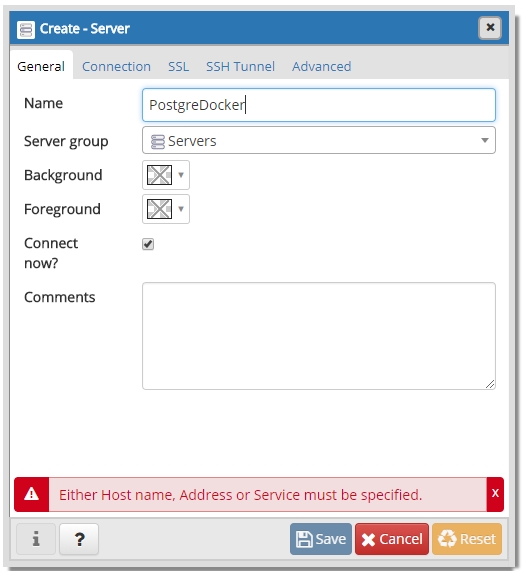 Create - Server
x
General Connection SSL SSH Tunnel Advanced
Name PostgreDocker
Server group Servers
Background
Foreground
Connect
now?
Comments
Either Host name, Address or Service must be specified. x
i ? Save Cancel Reset